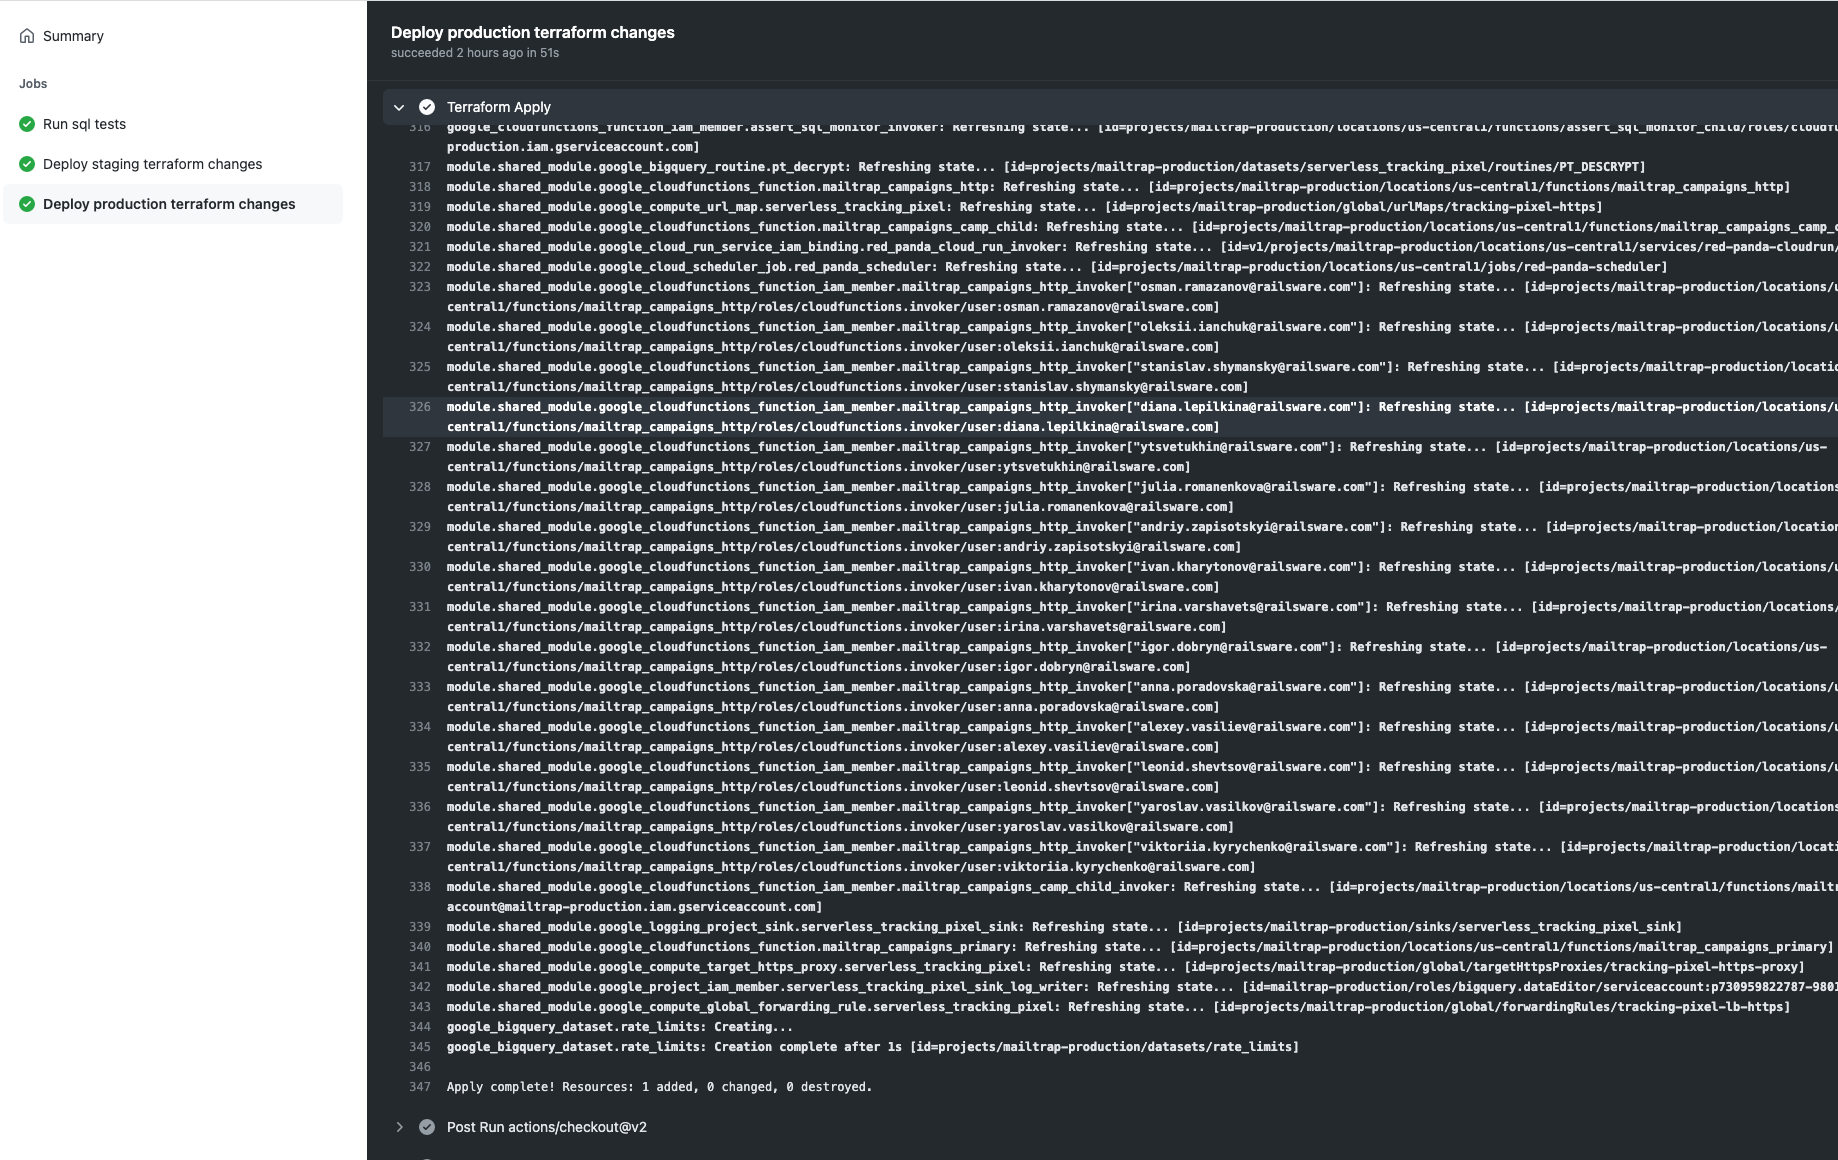 Summary
Jobs
Run sql tests
Deploy staging terraform changes
Deploy production terraform changes
Deploy production terraform changes
succeeded 2 hours ago in 51s
Terraform Apply
316 google_cloudfunctions_function_iam_member.assert_sql_monitor_invoker: Refreshing state... [id=projects/mailtrap-production/locations/us-central1/functions/assert_sql_monitor_child/roles/cloudf
production.iam.gserviceaccount.com]
317 module.shared_module.google_bigquery_routine.pt_decrypt: Refreshing state... [id=projects/mailtrap-production/datasets/serverless_tracking_pixel/routines/PT_DESCRYPT]
318 module.shared_module.google_cloudfunctions_function.mailtrap_campaigns_http: Refreshing state... [id=projects/mailtrap-production/locations/us-central1/functions/mailtrap_campaigns_http]
319 module.shared_module.google_compute_url_map.serverless_tracking_pixel: Refreshing state... [id=projects/mailtrap-production/global/urlMaps/tracking-pixel-https]
320 module.shared_module.google_cloudfunctions_function.mailtrap_campaigns_camp_child: Refreshing state... [id=projects/mailtrap-production/locations/us-central1/functions/mailtrap_campaigns_camp_c
321 module.shared_module.google_cloud_run_service_iam_binding.red_panda_cloud_run_invoker: Refreshing state... [id=v1/projects/mailtrap-production/locations/us-central1/services/red-panda-cloudrun/
322 module.shared_module.google_cloud_scheduler_job.red_panda_scheduler: Refreshing state... [id=projects/mailtrap-production/locations/us-central1/jobs/red-panda-scheduler]
323 module.shared_module.google_cloudfunctions_function_iam_member.mailtrap_campaigns_http_invoker["osman.ramazanov@railsware.com"]: Refreshing state... [id=projects/mailtrap-production/locations/u
central1/functions/mailtrap_campaigns_http/roles/cloudfunctions.invoker/user:osman.ramazanov@railsware.com]
324 module.shared_module.google_cloudfunctions_function_iam_member.mailtrap_campaigns_http_invoker["oleksii.ianchuk@railsware.com"]: Refreshing state... [id=projects/mailtrap-production/locations/u
central1/functions/mailtrap_campaigns_http/roles/cloudfunctions.invoker/user:oleksii.ianchuk@railsware.com]
325 module.shared_module.google_cloudfunctions_function_iam_member.mailtrap_campaigns_http_invoker["stanislav.shymansky@railsware.com"]: Refreshing state... [id=projects/mailtrap-production/locatio
central1/functions/mailtrap_campaigns_http/roles/cloudfunctions.invoker/user:stanislav.shymansky@railsware.com]
326 module.shared_module.google_cloudfunctions_function_iam_member.mailtrap_campaigns_http_invoker["diana.lepilkina@railsware.com"]: Refreshing state... [id=projects/mailtrap-production/locations/u
central1/functions/mailtrap_campaigns_http/roles/cloudfunctions.invoker/user:diana.lepilkina@railsware.com]
327 module.shared_module.google_cloudfunctions_function_iam_member.mailtrap_campaigns_http_invoker["ytsvetukhin@railsware.com"]: Refreshing state... [id=projects/mailtrap-production/locations/us-
central1/functions/mailtrap_campaigns_http/roles/cloudfunctions.invoker/user:ytsvetukhin@railsware.com]
328 module.shared_module.google_cloudfunctions_function_iam_member.mailtrap_campaigns_http_invoker["julia.romanenkova@railsware.com"]: Refreshing state... [id=projects/mailtrap-production/locations
central1/functions/mailtrap_campaigns_http/roles/cloudfunctions.invoker/user:julia.romanenkova@railsware.com]
329 module.shared_module.google_cloudfunctions_function_iam_member.mailtrap_campaigns_http_invoker["andriy.zapisotskyi@railsware.com"]: Refreshing state... [id=projects/mailtrap-production/location
central1/functions/mailtrap_campaigns_http/roles/cloudfunctions.invoker/user:andriy.zapisotskyi@railsware.com]
330 module.shared_module.google_cloudfunctions_function_iam_member.mailtrap_campaigns_http_invoker["ivan.kharytonov@railsware.com"]: Refreshing state... [id=projects/mailtrap-production/locations/u
central1/functions/mailtrap_campaigns_http/roles/cloudfunctions.invoker/user:ivan.kharytonov@railsware.com]
331 module.shared_module.google_cloudfunctions_function_iam_member.mailtrap_campaigns_http_invoker["irina.varshavets@railsware.com"]: Refreshing state... [id=projects/mailtrap-production/locations/
central1/functions/mailtrap_campaigns_http/roles/cloudfunctions.invoker/user:irina.varshavets@railsware.com]
332 module.shared_module.google_cloudfunctions_function_iam_member.mailtrap_campaigns_http_invoker["igor.dobryn@railsware.com"]: Refreshing state... [id=projects/mailtrap-production/locations/us-
central1/functions/mailtrap_campaigns_http/roles/cloudfunctions.invoker/user:igor.dobryn@railsware.com]
333 module.shared_module.google_cloudfunctions_function_iam_member.mailtrap_campaigns_http_invoker["anna.poradovska@railsware.com"]: Refreshing state... [id=projects/mailtrap-production/locations/u
central1/functions/mailtrap_campaigns_http/roles/cloudfunctions.invoker/user:anna.poradovska@railsware.com]
334 module.shared_module.google_cloudfunctions_function_iam_member.mailtrap_campaigns_http_invoker["alexey.vasiliev@railsware.com"]: Refreshing state... [id=projects/mailtrap-production/locations/u
central1/functions/mailtrap_campaigns_http/roles/cloudfunctions.invoker/user:alexey.vasiliev@railsware.com]
335 module.shared_module.google_cloudfunctions_function_iam_member.mailtrap_campaigns_http_invoker["leonid.shevtsov@railsware.com"]: Refreshing state... [id=projects/mailtrap-production/locations/u
central1/functions/mailtrap_campaigns_http/roles/cloudfunctions.invoker/user:leonid.shevtsov@railsware.com]
336 module.shared_module.google_cloudfunctions_function_iam_member.mailtrap_campaigns_http_invoker["yaroslav.vasilkov@railsware.com"]: Refreshing state... [id=projects/mailtrap-production/locations
central1/functions/mailtrap_campaigns_http/roles/cloudfunctions.invoker/user:yaroslav.vasilkov@railsware.com]
337 module.shared_module.google_cloudfunctions_function_iam_member.mailtrap_campaigns_http_invoker["viktoriia.kyrychenko@railsware.com"]: Refreshing state... [id=projects/mailtrap-production/locati
central1/functions/mailtrap_campaigns_http/roles/cloudfunctions.invoker/user:viktoriia.kyrychenko@railsware.com]
338 module.shared_module.google_cloudfunctions_function_iam_member.mailtrap_campaigns_camp_child_invoker: Refreshing state... [id=projects/mailtrap-production/locations/us-central1/functions/mailtr
account@mailtrap-production.iam.gserviceaccount.com]
339 module.shared_module.google_logging_project_sink.serverless_tracking_pixel_sink: Refreshing state... [id=projects/mailtrap-production/sinks/serverless_tracking_pixel_sink]
340 module.shared_module.google_cloudfunctions_function.mailtrap_campaigns_primary: Refreshing state... [id=projects/mailtrap-production/locations/us-central1/functions/mailtrap_campaigns_primary]
341 module.shared_module.google_compute_target_https_proxy.serverless_tracking_pixel: Refreshing state... [id=projects/mailtrap-production/global/targetHttpsProxies/tracking-pixel-https-proxy]
342 module.shared_module.google_project_iam_member.serverless_tracking_pixel_sink_log_writer: Refreshing state... [id=mailtrap-production/roles/bigquery.dataEditor/serviceaccount:p730959822787-9801
343 module.shared_module.google_compute_global_forwarding_rule.serverless_tracking_pixel: Refreshing state... [id=projects/mailtrap-production/global/forwardingRules/tracking-pixel-lb-https]
344 google_bigquery_dataset.rate_limits: Creating...
345 google_bigquery_dataset.rate_limits: Creation complete after 1s [id=projects/mailtrap-production/datasets/rate_limits]
346
347 Apply complete! Resources: 1 added, 0 changed, 0 destroyed.
Post Run actions/checkout@v2